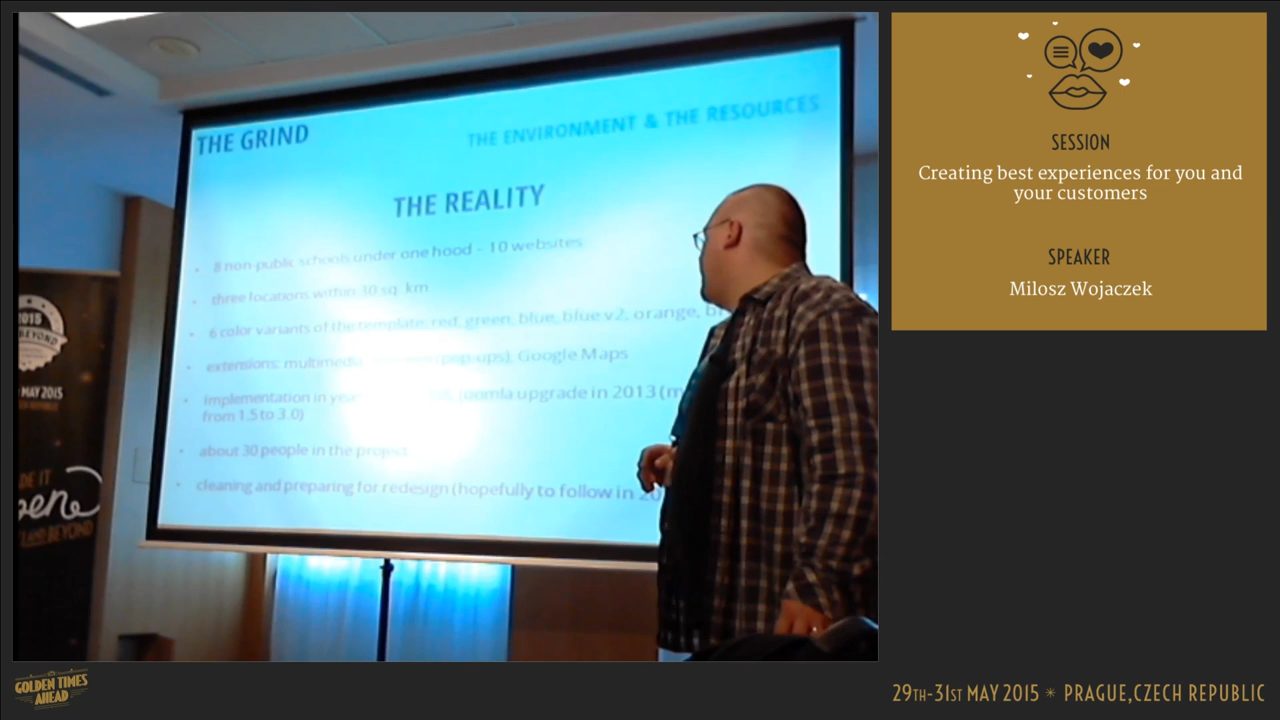 THE GRIND
THE ENVIRONMENT & THE RESOURCES
THE REALITY
8 non-public schools under one hood - 10 websites
three locations within 10 sq. km
6 color variants of the template: red, green, blue, blue v2, orange,
extensions: multimedia, (pop-ups), Google Maps
implementation in Joomla upgrade in 2013
from 1.5 to 3.0)
about 30 people in the project
cleaning and preparing for redesign (hopefully to follow in
2015
BEYOND
MAY 2015
SESSION
Creating best experiences for you and
your customers
SPEAKER
Milosz Wojaczek
GOLDEN TIMES
AHEAD
29TH-31ST MAY 2015 * PRAGUE,CZECH REPUBLIC